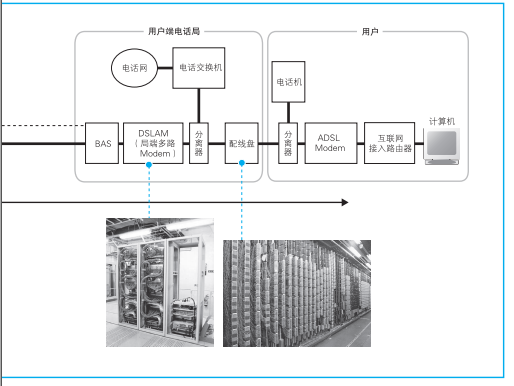 用户端电话局
用户
电话网
电话交换机
电话机
计算机
BAS
DSLAM
（局端多路
Modem）
分
离
器
配线盘
分
离
器
ADSL
Modem
互联网
接入路由器